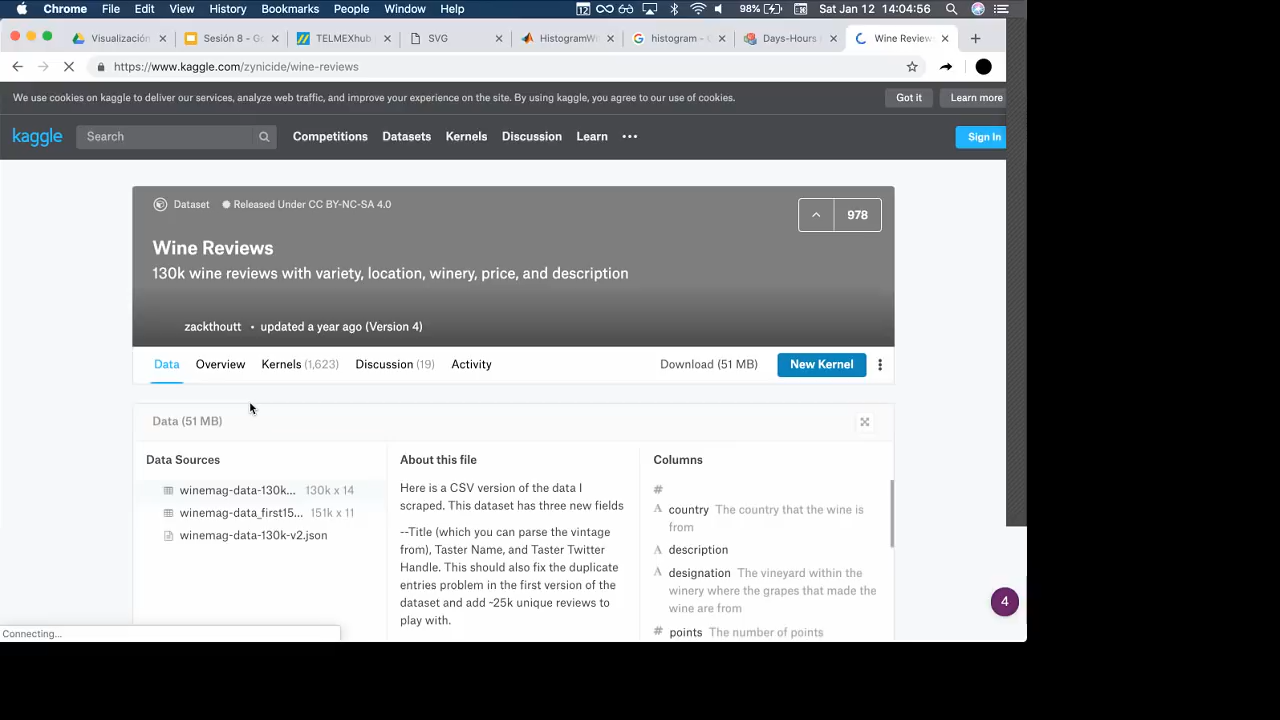 Chrome File Edit View History Bookmarks People Window Help 12 98% Sat Jan 12 14:04:56
Visualización Sesión 8 - Go TELMEXhub SVG HistogramWi histogram - G Days-Hours Wine Reviews
https://www.kaggle.com/zynicide/wine-reviews
We use cookies on kaggle to deliver our services, analyze web traffic, and improve your experience on the site. By using kaggle, you agree to our use of cookies. Got it Learn more
kaggle Search Competitions Datasets Kernels Discussion Learn ••• Sign In
Dataset Released Under CC BY-NC-SA 4.0
978
Wine Reviews
130k wine reviews with variety, location, winery, price, and description
zackthoutt • updated a year ago (Version 4)
Data Overview Kernels (1,623) Discussion (19) Activity Download (51 MB) New Kernel
Data (51 MB)
Data Sources
winemag-data-130k... 130k x 14
winemag-data_first15... 151k x 11
winemag-data-130k-v2.json
About this file
Here is a CSV version of the data I
scraped. This dataset has three new fields
--Title (which you can parse the vintage
from), Taster Name, and Taster Twitter
Handle. This should also fix the duplicate
entries problem in the first version of the
dataset and add ~25k unique reviews to
play with.
Columns
#
A country The country that the wine is
from
A description
A designation The vineyard within the
winery where the grapes that made the
wine are from
# points The number of points
4
Connecting...